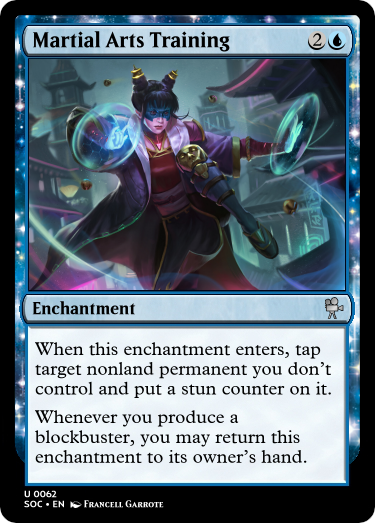 Martial Arts Training 2
Enchantment
When this enchantment enters, tap
target nonland permanent you don't
control and put a stun counter on it.
Whenever you produce a
blockbuster, you may return this
enchantment to its owner's hand.
U 0062
SOC • EN Francell Garrote